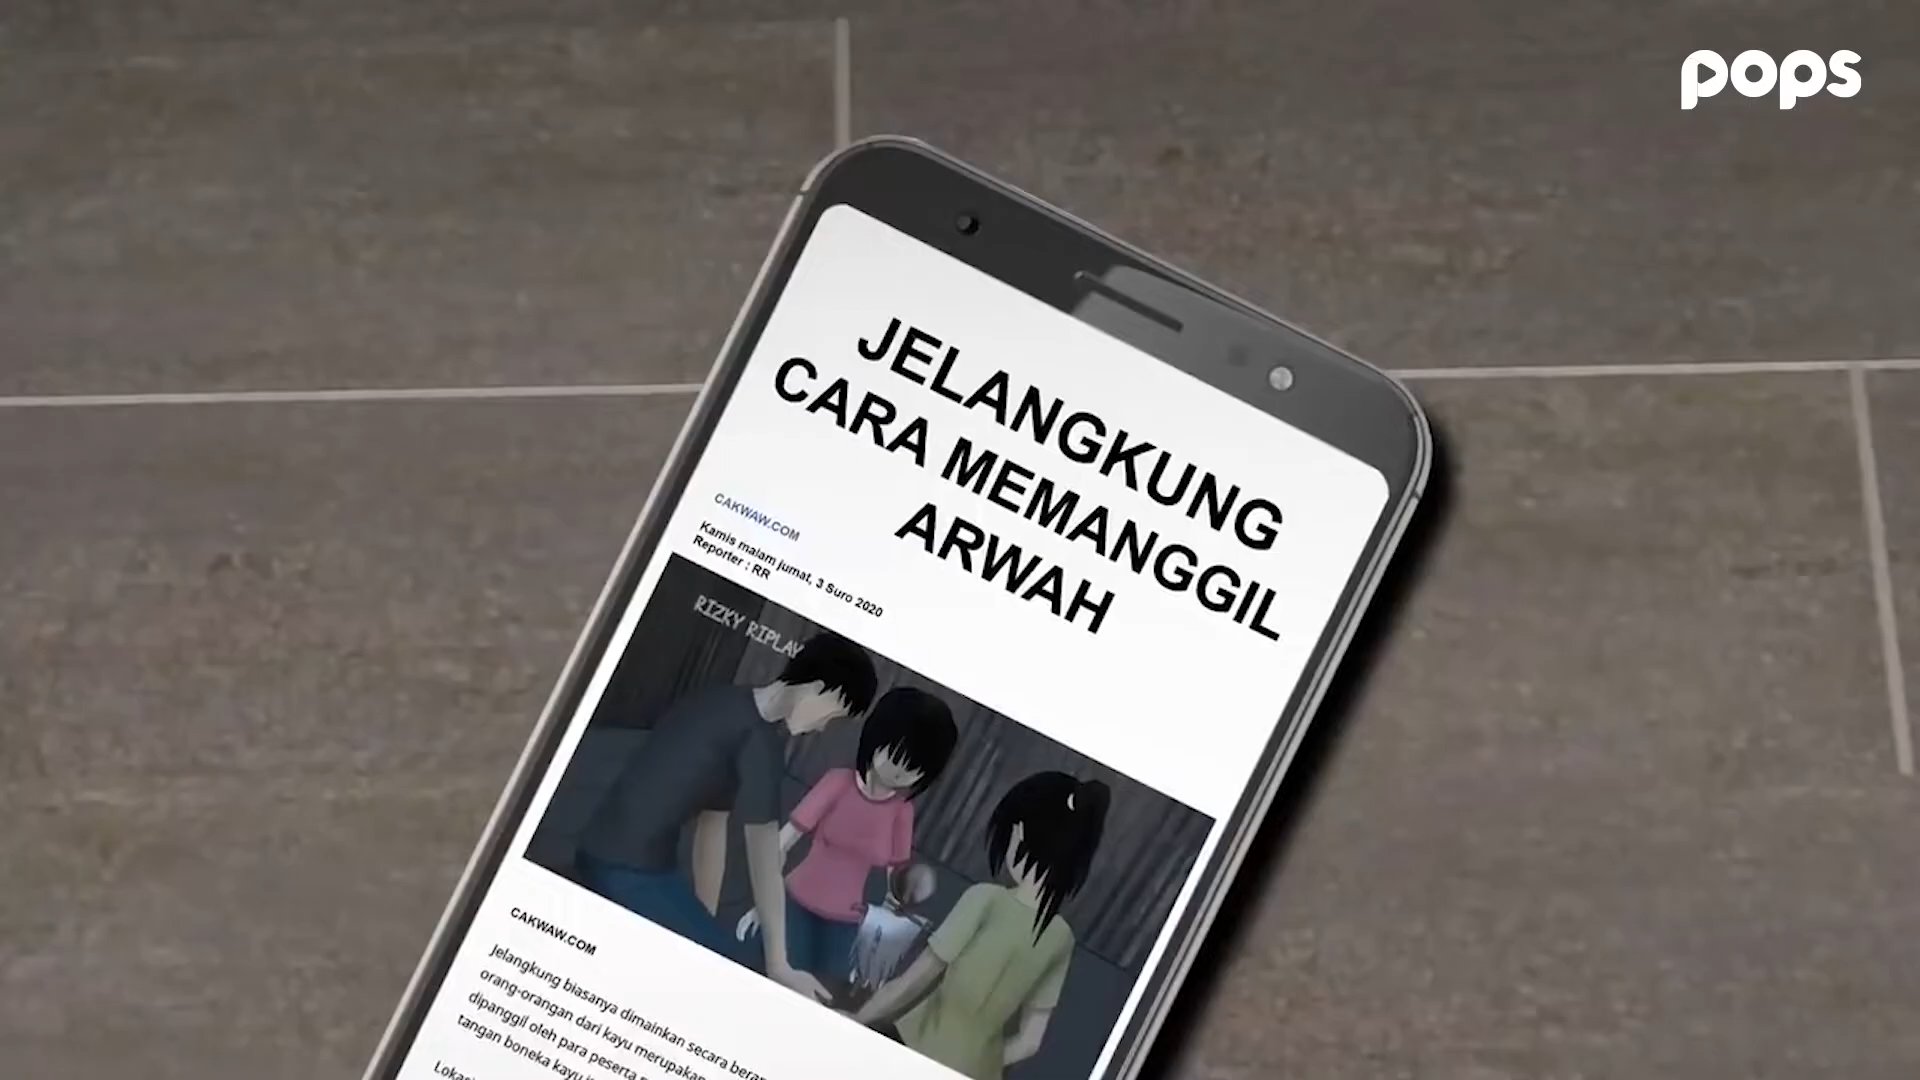 pops
JELANGKUNG
CARA MEMANGGIL
ARWAH
CAKWAW.COM
Kamis malam jumat, 3 Suro 2020
Reporter : RR
RIZKY RIPLAY
CAKWAW.COM
Jelangkung biasanya dimainkan secara
orang-orangan dari kayu merupakan
dipanggil oleh para peserta
tangan boneka kayu